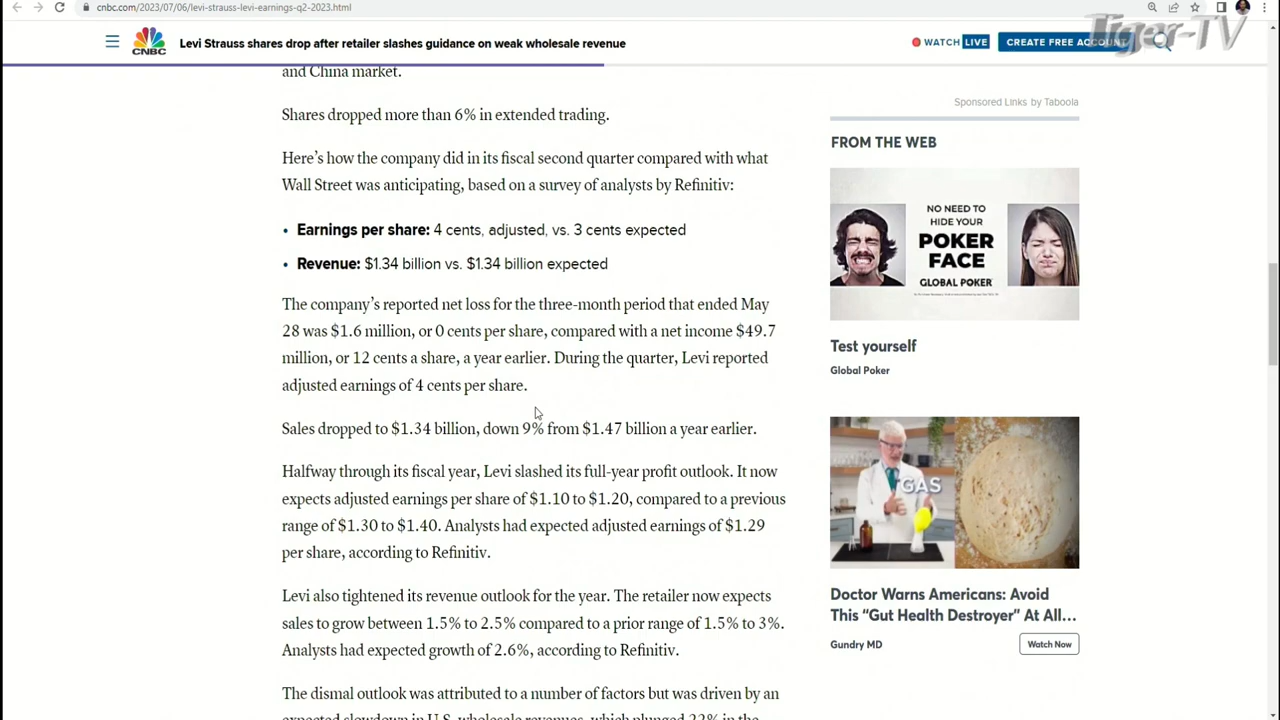 cnbc.com/2023/07/06/levi-strauss-levi-earnings-q2-2023.html
CNBC
Levi Strauss shares drop after retailer slashes guidance on weak wholesale revenue
WATCH LIVE
CREATE FREE ACCOUNT
Tiger-TV
and China market.
Shares dropped more than 6% in extended trading.
Here’s how the company did in its fiscal second quarter compared with what
Wall Street was anticipating, based on a survey of analysts by Refinitiv:
• Earnings per share: 4 cents, adjusted, vs. 3 cents expected
• Revenue: $1.34 billion vs. $1.34 billion expected
The company’s reported net loss for the three-month period that ended May
28 was $1.6 million, or 0 cents per share, compared with a net income $49.7
million, or 12 cents a share, a year earlier. During the quarter, Levi reported
adjusted earnings of 4 cents per share.
Sales dropped to $1.34 billion, down 9% from $1.47 billion a year earlier.
Halfway through its fiscal year, Levi slashed its full-year profit outlook. It now
expects adjusted earnings per share of $1.10 to $1.20, compared to a previous
range of $1.30 to $1.40. Analysts had expected adjusted earnings of $1.29
per share, according to Refinitiv.
Levi also tightened its revenue outlook for the year. The retailer now expects
sales to grow between 1.5% to 2.5% compared to a prior range of 1.5% to 3%.
Analysts had expected growth of 2.6%, according to Refinitiv.
The dismal outlook was attributed to a number of factors but was driven by an
expected slowdown in U.S. wholesale revenues, which plunged 22% in the
Sponsored Links by Taboola
FROM THE WEB
NO NEED TO
HIDE YOUR
POKER
FACE
GLOBAL POKER
Test yourself
Global Poker
GAS
Doctor Warns Americans: Avoid
This “Gut Health Destroyer” At All…
Gundry MD
Watch Now